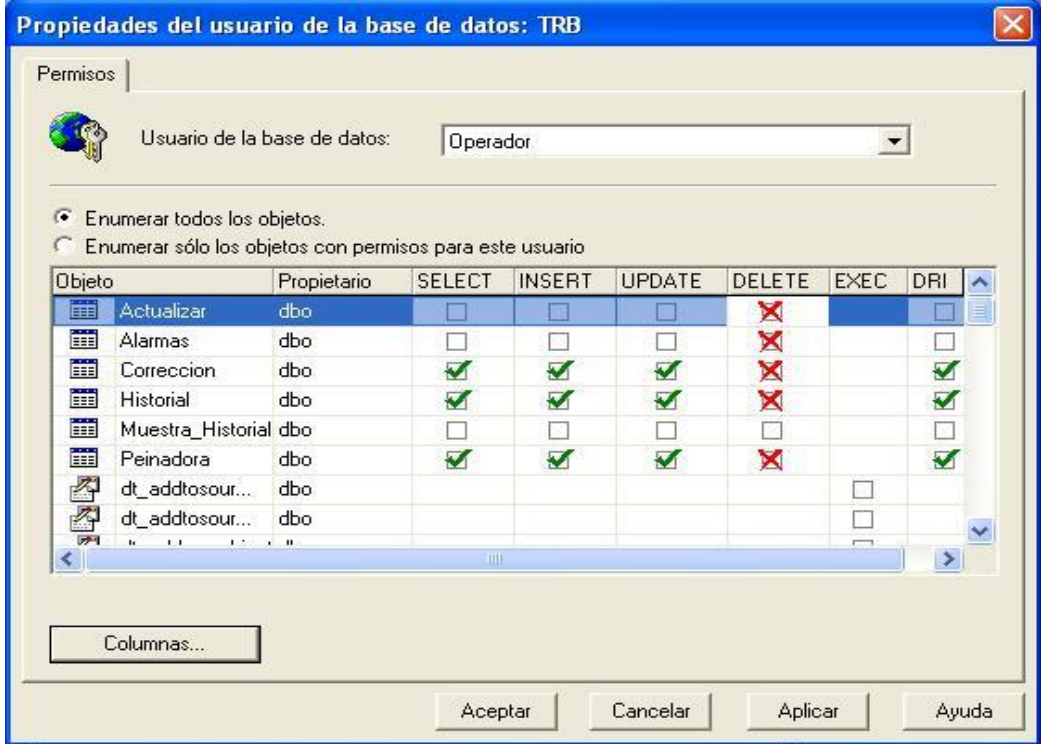 Propiedades del usuario de la base de datos: TRB
Permisos
Usuario de la base de datos: Operador
Enumerar todos los objetos.
Enumerar sólo los objetos con permisos para este usuario
Objeto Propietario SELECT INSERT UPDATE DELETE EXEC DRI
Actualizar dbo
Alarmas dbo
Correccion dbo
Historial dbo
Muestra_Historial dbo
Peinadora dbo
dt_addtosour... dbo
dt_addtosour... dbo
Columnas...
Aceptar Cancelar Aplicar Ayuda